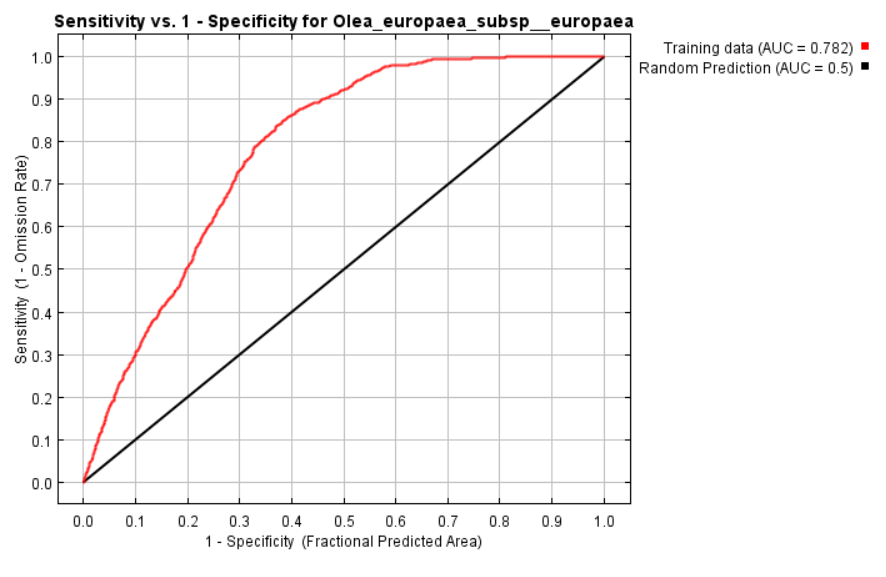 Sensitivity vs. 1 - Specificity for Olea_europaea_subsp__europaea
Training data (AUC = 0.782)
Random Prediction (AUC = 0.5)
Sensitivity (1 - Omission Rate)
1.0
0.9
0.8
0.7
0.6
0.5
0.4
0.3
0.2
0.1
0.0
0.0 0.1 0.2 0.3 0.4 0.5 0.6 0.7 0.8 0.9 1.0
1 - Specificity (Fractional Predicted Area)